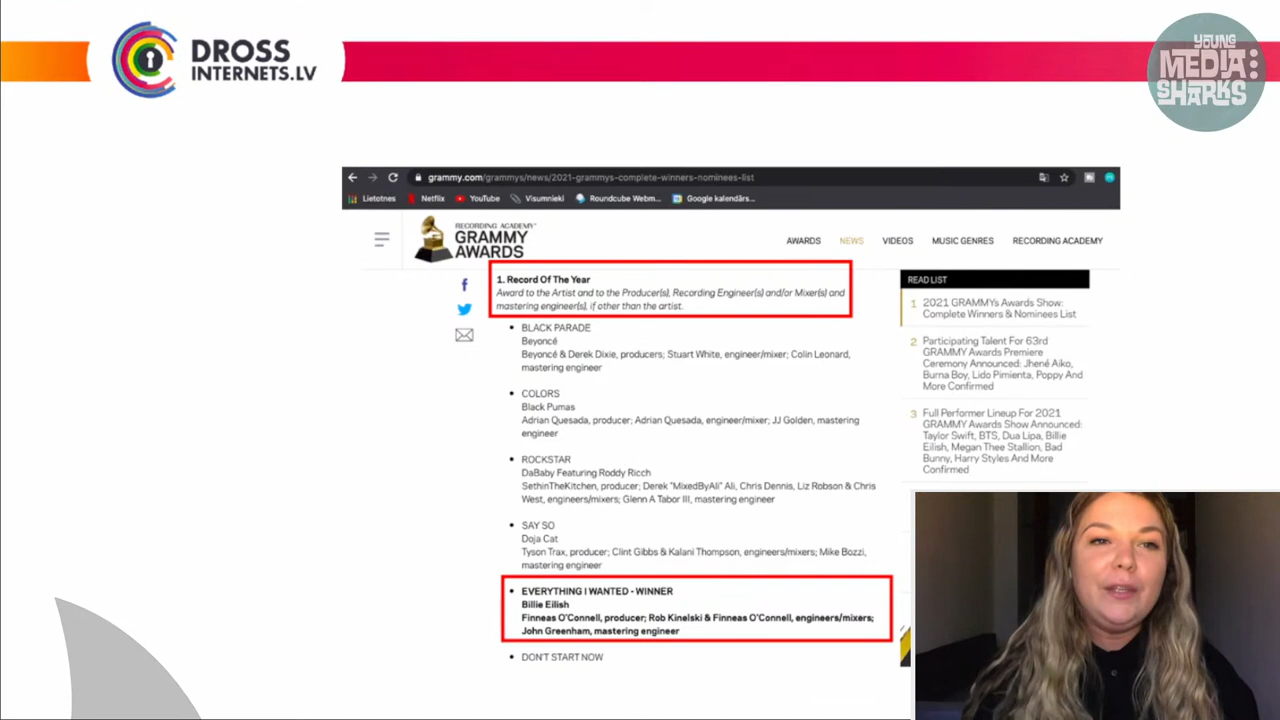 DROSS
INTERNETS.LV
YOUNG
MEDIA:
SHARKS
grammy.com/grammys/news/2021-grammys-complete-winners-nominees-list
Lietotnes Netflix YouTube Visumnieki Roundcube Webm... Google kalendārs...
RECORDING ACADEMY™
GRAMMY
AWARDS
AWARDS NEWS VIDEOS MUSIC GENRES RECORDING ACADEMY
1. Record Of The Year
Award to the Artist and to the Producer(s), Recording Engineer(s) and/or Mixer(s) and
mastering engineer(s), if other than the artist.
• BLACK PARADE
Beyoncé
Beyoncé & Derek Dixie, producers; Stuart White, engineer/mixer; Colin Leonard,
mastering engineer
• COLORS
Black Pumas
Adrian Quesada, producer; Adrian Quesada, engineer/mixer; JJ Golden, mastering
engineer
• ROCKSTAR
DaBaby Featuring Roddy Ricch
SethinTheKitchen, producer; Derek "MixedByAli" Ali, Chris Dennis, Liz Robson & Chris
West, engineers/mixers; Glenn A Tabor III, mastering engineer
• SAY SO
Doja Cat
Tyson Trax, producer; Clint Gibbs & Kalani Thompson, engineers/mixers; Mike Bozzi,
mastering engineer
• EVERYTHING I WANTED - WINNER
Billie Eilish
Finneas O'Connell, producer; Rob Kinelski & Finneas O'Connell, engineers/mixers;
John Greenham, mastering engineer
• DON'T START NOW
READ LIST
1 2021 GRAMMYs Awards Show:
Complete Winners & Nominees List
2 Participating Talent For 63rd
GRAMMY Awards Premiere
Ceremony Announced: Jhené Aiko,
Burna Boy, Lido Pimienta, Poppy And
More Confirmed
3 Full Performer Lineup For 2021
GRAMMY Awards Show Announced:
Taylor Swift, BTS, Dua Lipa, Billie
Eilish, Megan Thee Stallion, Bad
Bunny, Harry Styles And More
Confirmed